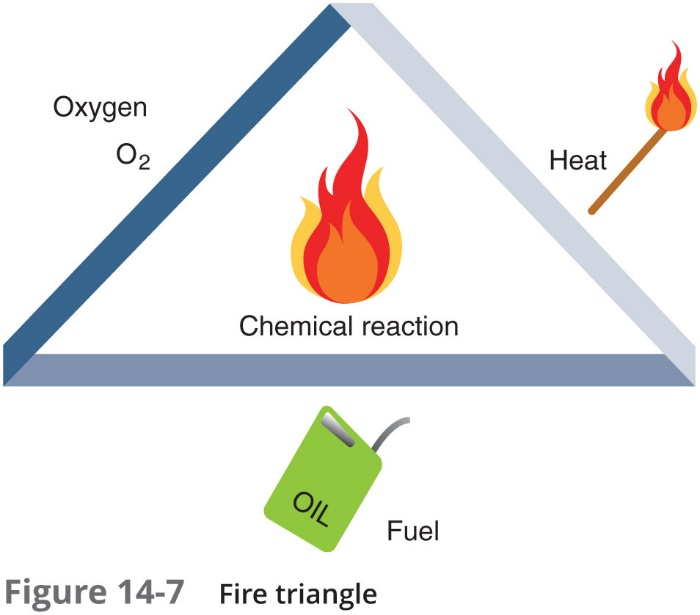 Oxygen
O₂
Heat
Chemical reaction
OIL
Fuel
Figure 14-7 Fire triangle